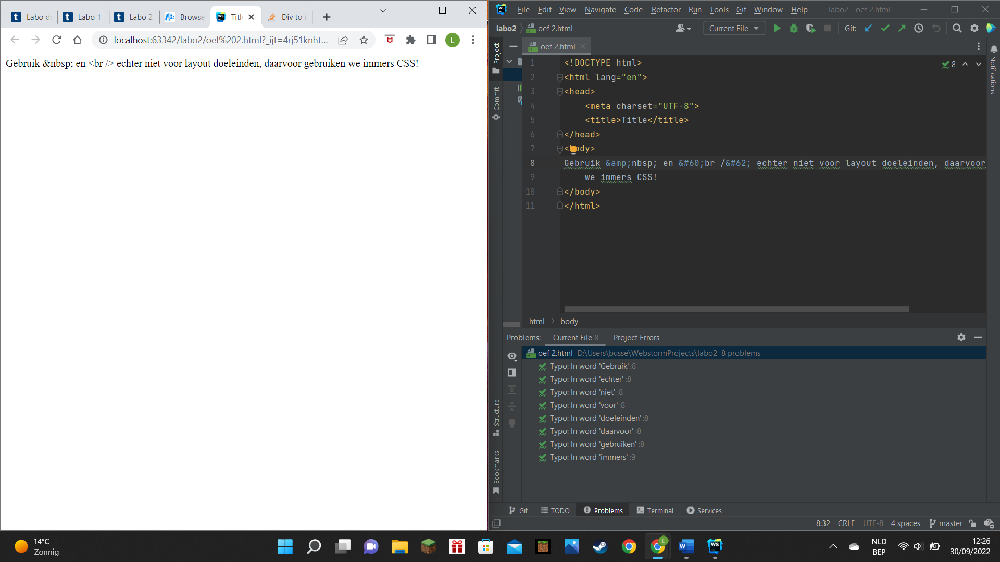 Labo d
Labo 1
Labo 2
Browse
Title
Div to i
localhost:63342/labo2/oef%202.html?_ijt=4rj51knht...
L
Gebruik &nbsp; en <br /> echter niet voor layout doeleinden, daarvoor gebruiken we immers CSS!
WS File Edit View Navigate Code Refactor Run Tools Git Window Help labo2 - oef 2.html
labo2 oef 2.html Current File Git:
Project
Commit
Structure
Bookmarks
oef 2.html
8
Notifications
1 <!DOCTYPE html>
2 <html lang="en">
3 <head>
4 <meta charset="UTF-8">
5 <title>Title</title>
6 </head>
7 <body>
8 Gebruik &amp;nbsp; en &#60;br /&#62; echter niet voor layout doeleinden, daarvoor
9 we immers CSS!
10 </body>
11 </html>
html body
Problems: Current File 8 Project Errors
oef 2.html D:\Users\busse\WebstormProjects\labo2 8 problems
Typo: In word 'Gebruik' :8
Typo: In word 'echter' :8
Typo: In word 'niet' :8
Typo: In word 'voor' :8
Typo: In word 'doeleinden' :8
Typo: In word 'daarvoor' :8
Typo: In word 'gebruiken' :8
Typo: In word 'immers' :9
Git TODO Problems Terminal Services
8:32 CRLF UTF-8 4 spaces master
14°C
Zonnig
NLD
BEP
12:26
30/09/2022